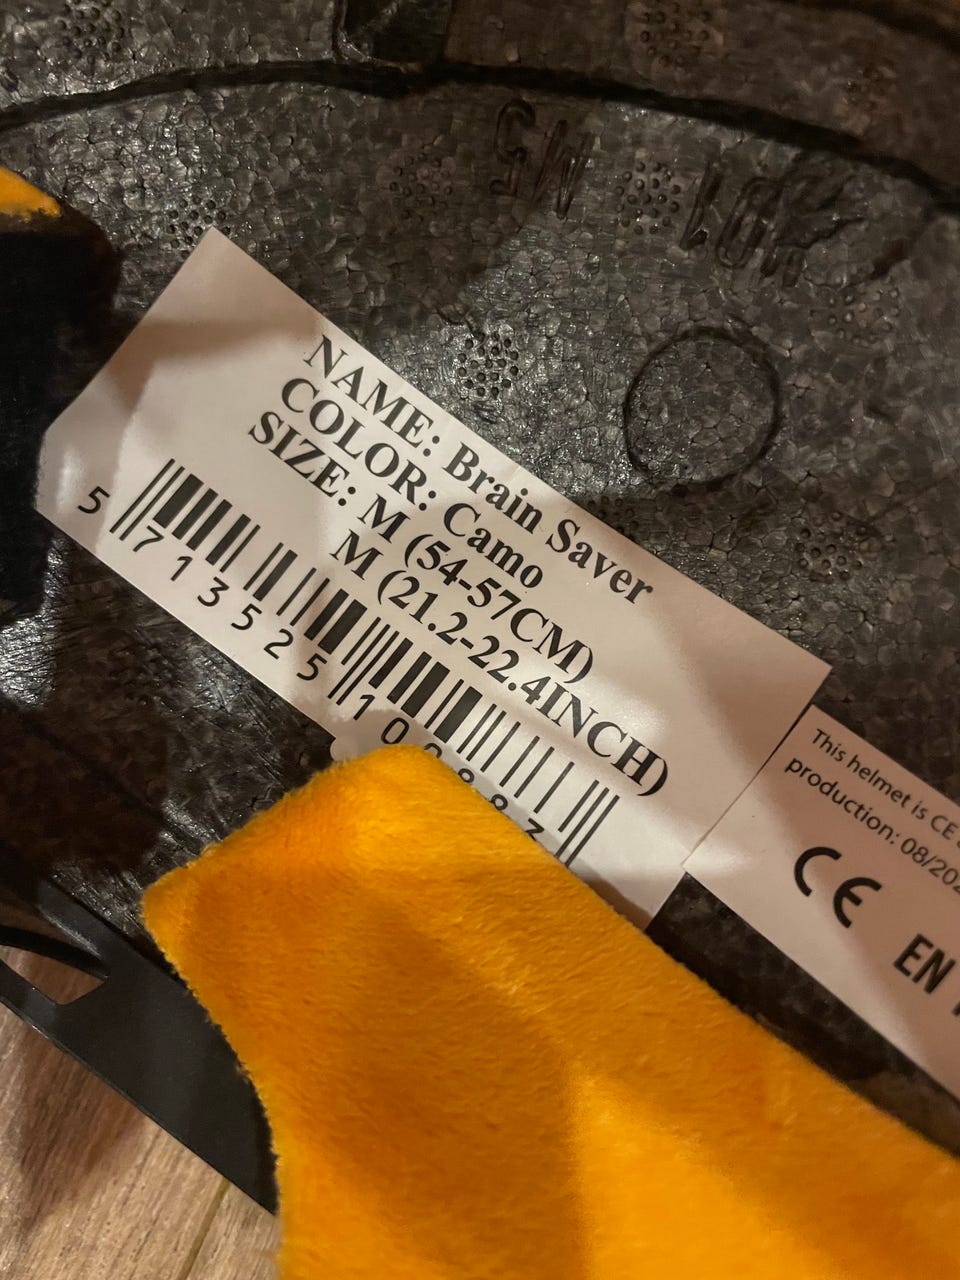 NAME: Brain Saver
COLOR: Camo
SIZE: M (54-57CM)
M (21.2-22.4INCH)
5 713525 1
This helmet is CE
production: 08/202
CE
EN